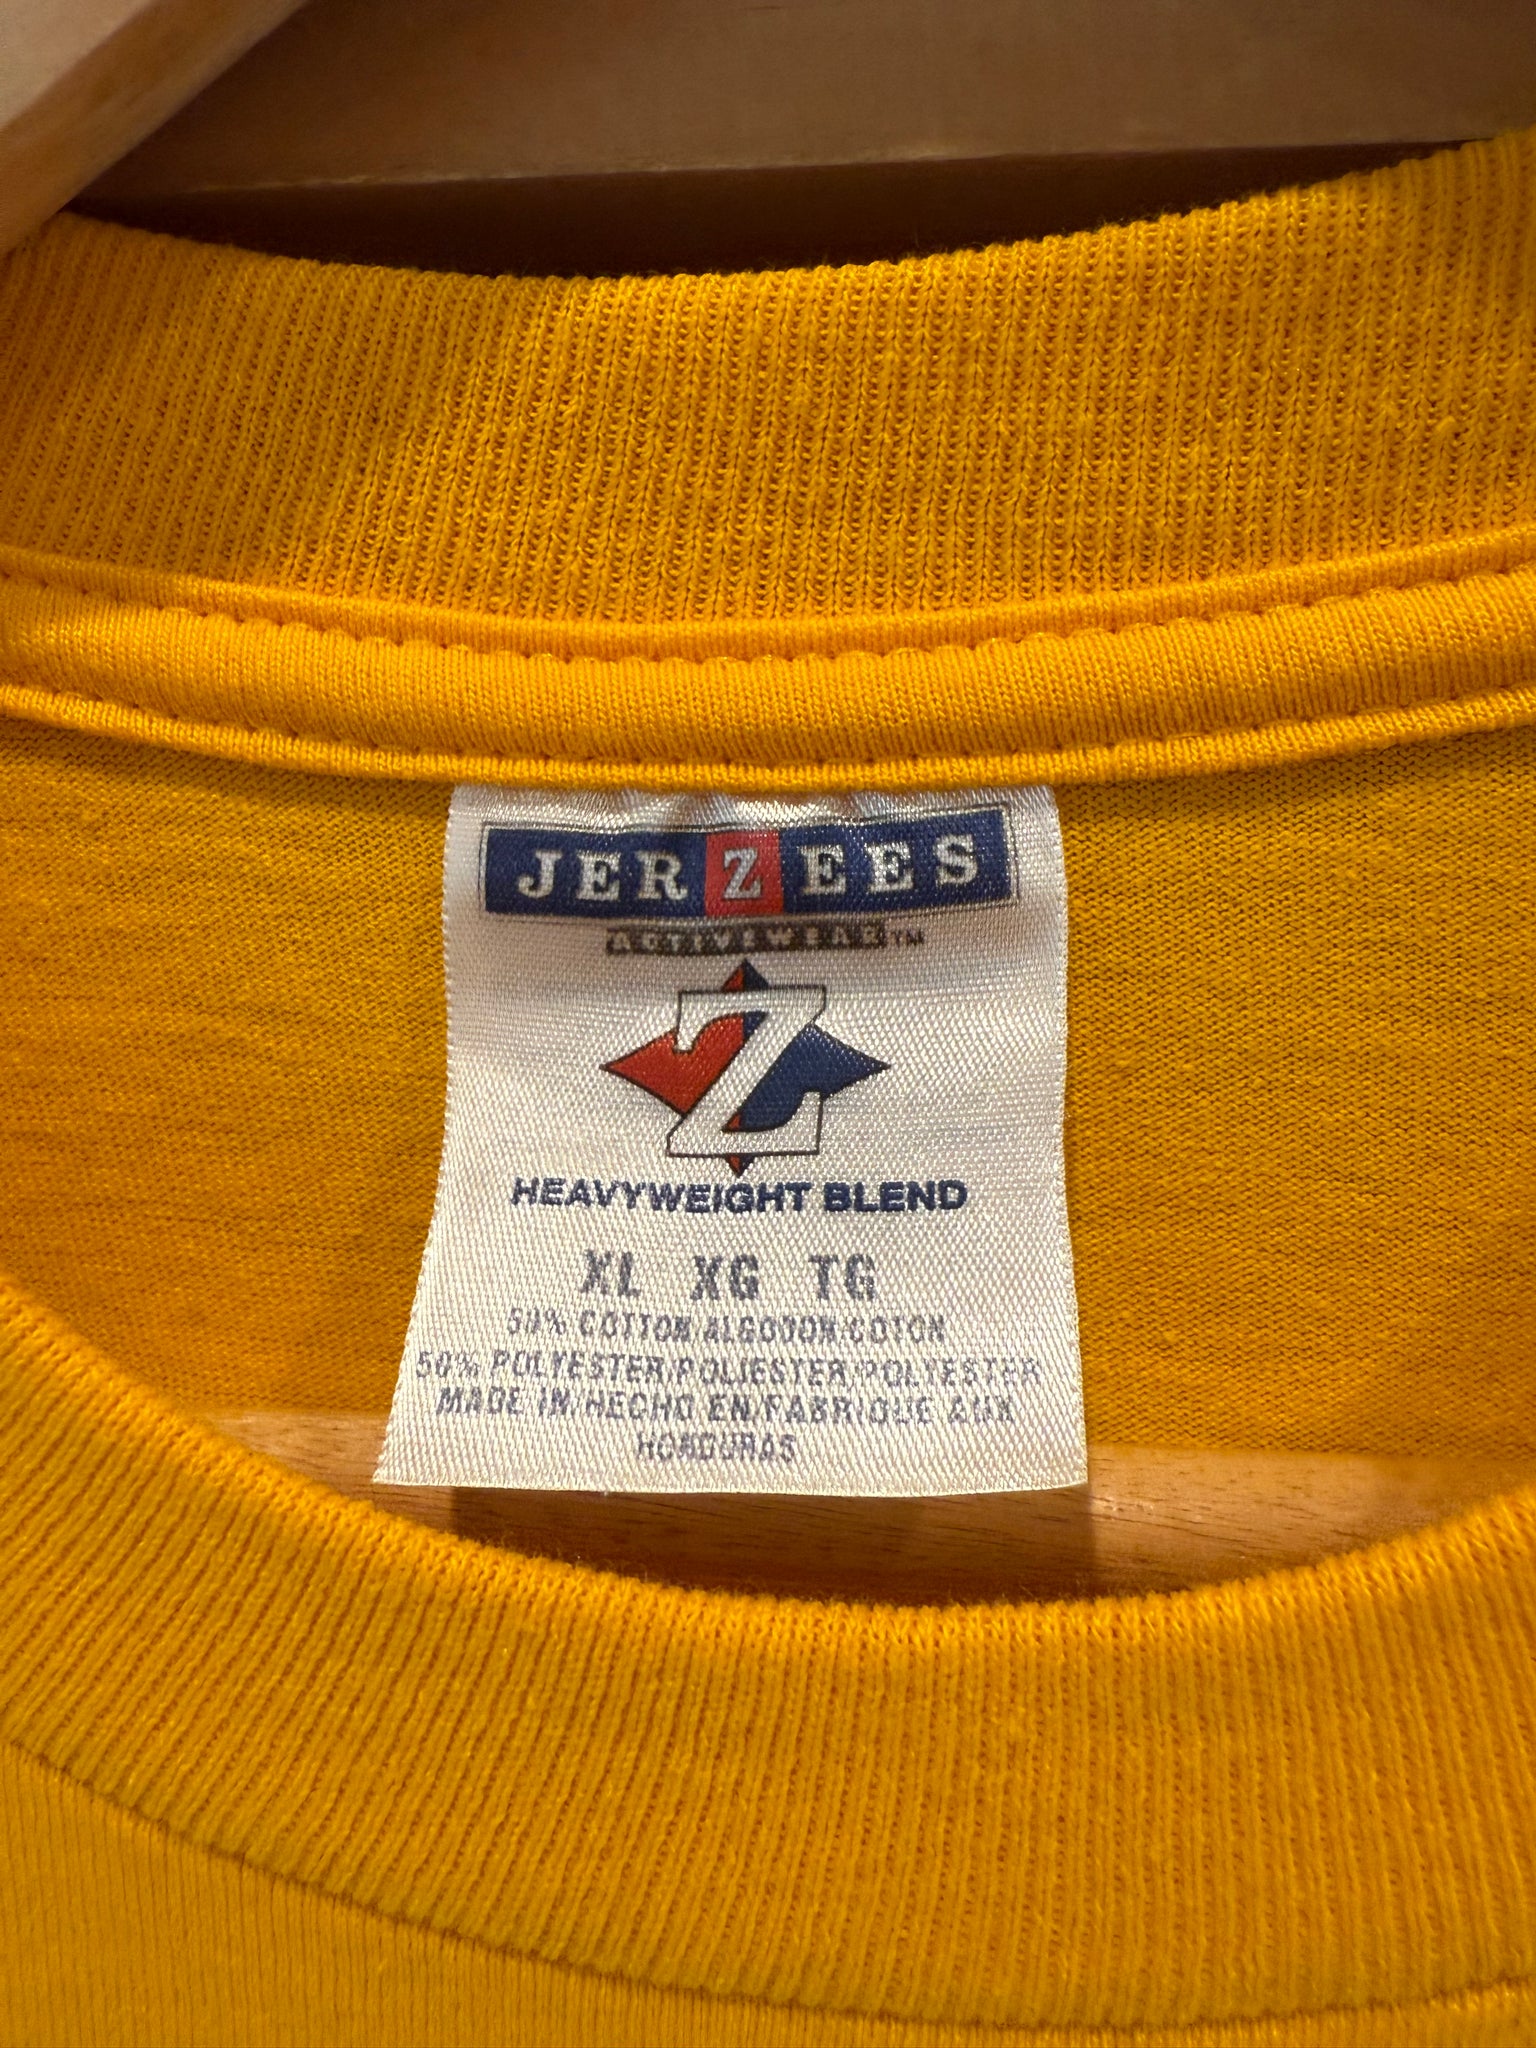 JERZEES
ACTIVEWEAR™
Z
HEAVYWEIGHT BLEND
XL XG TG
50% COTTON/ALGODON/COTON
50% POLYESTER/POLIESTER/POLYESTER
MADE IN/HECHO EN/FABRIQUE AUX
HONDURAS